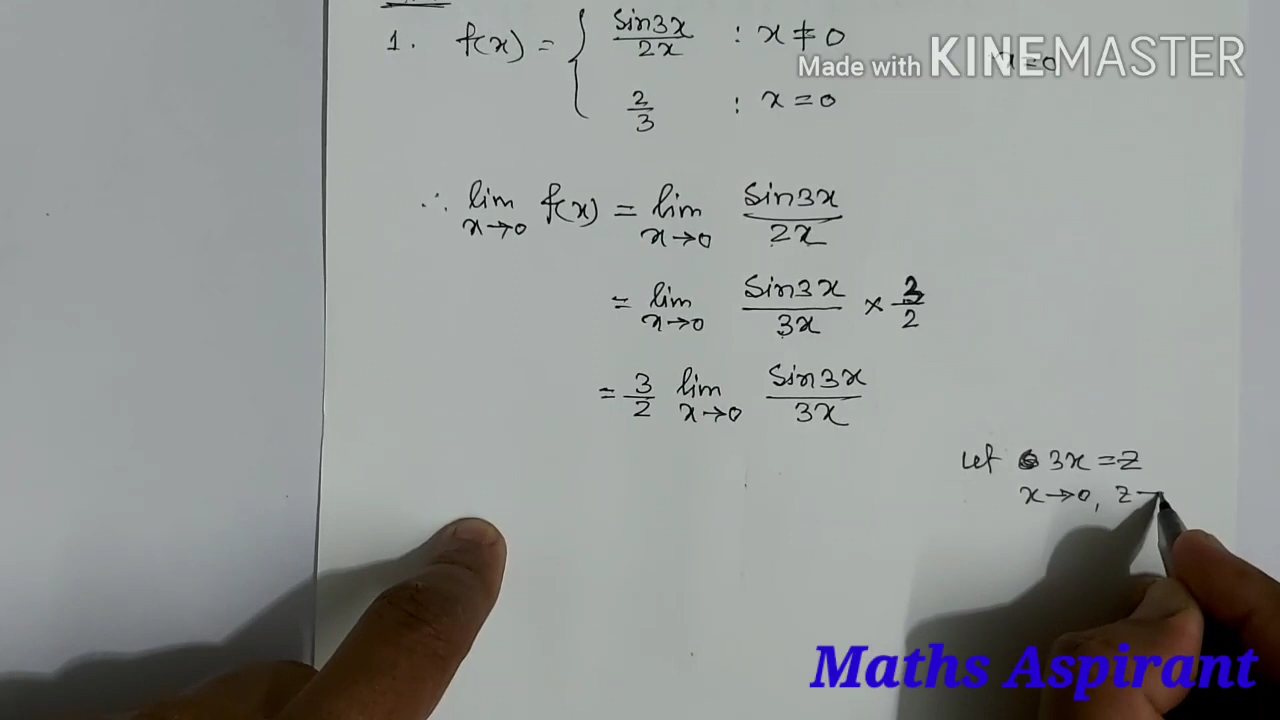 1. f(x) = { sin3x/2x : x ≠ 0
x = 0
Made with KINEMASTER
2/3 : x = 0
∴ lim x→0 f(x) = lim x→0 sin3x/2x
= lim x→0 sin3x/3x × 3/2
= 3/2 lim x→0 sin3x/3x
Let 3x = z
x→0, z→
Maths Aspirant